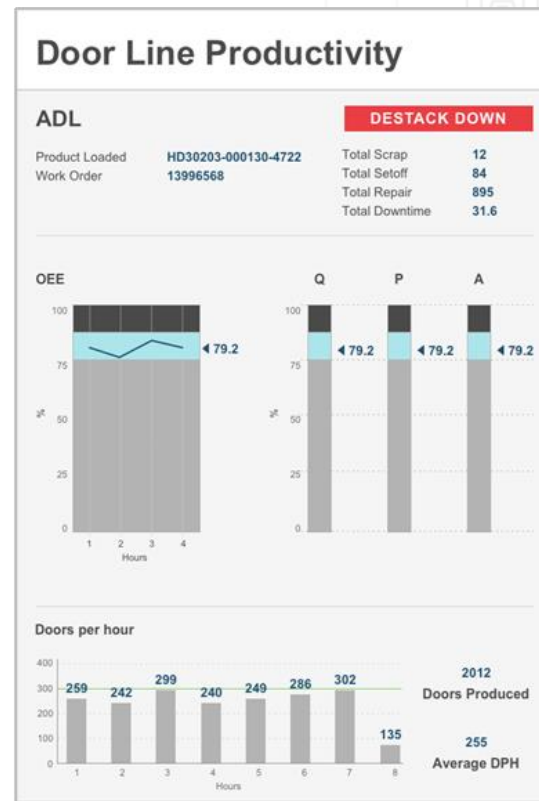 Door Line Productivity
ADL
DESTACK DOWN
Product Loaded HD30203-000130-4722
Work Order 13996568
Total Scrap 12
Total Setoff 84
Total Repair 895
Total Downtime 31.6
OEE
100
75
50
25
0
%
79.2
1 2 3 4
Hours
Q P A
100
75
50
25
0
%
79.2 79.2 79.2
Doors per hour
400
300
200
100
0
259 242 299 240 249 286 302 135
1 2 3 4 5 6 7 8
Hours
2012
Doors Produced
255
Average DPH